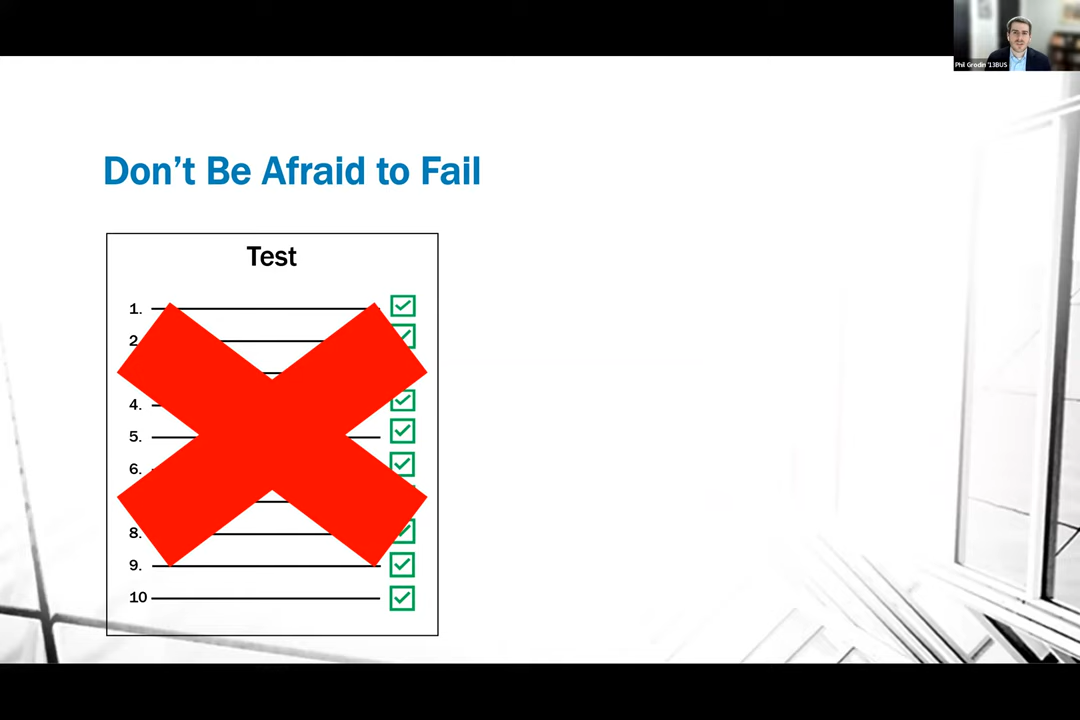 Phil Grodin '13BUS
Don't Be Afraid to Fail
Test
1.
2
4.
5.
6.
8.
9.
10